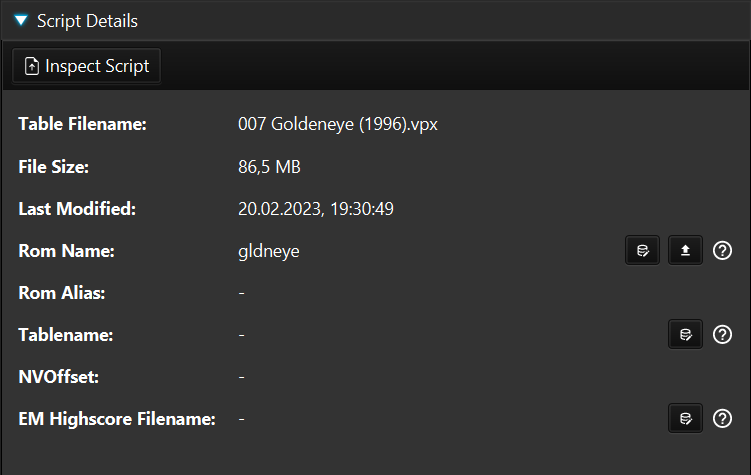 Script Details
Inspect Script
Table Filename: 007 Goldeneye (1996).vpx
File Size: 86,5 MB
Last Modified: 20.02.2023, 19:30:49
Rom Name: gldneye
Rom Alias: -
Tablename: -
NVOffset: -
EM Highscore Filename: -